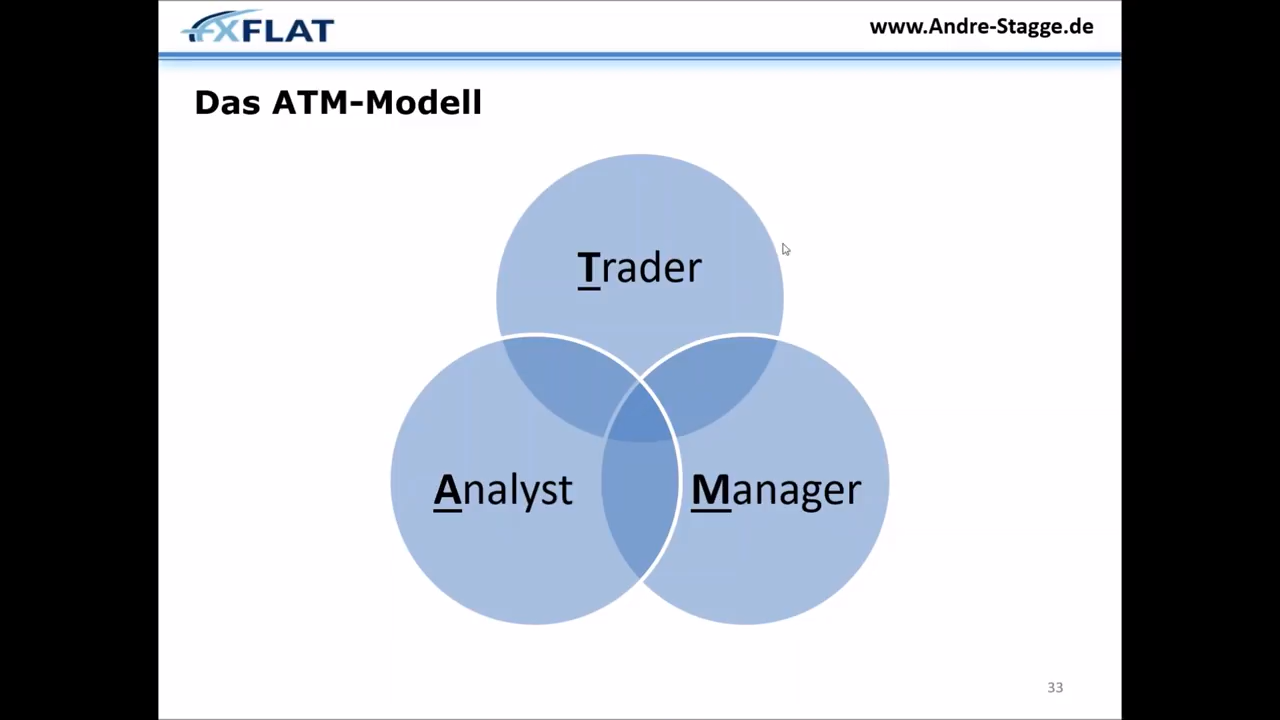 FXFLAT
www.Andre-Stagge.de
Das ATM-Modell
Trader
Analyst
Manager
33